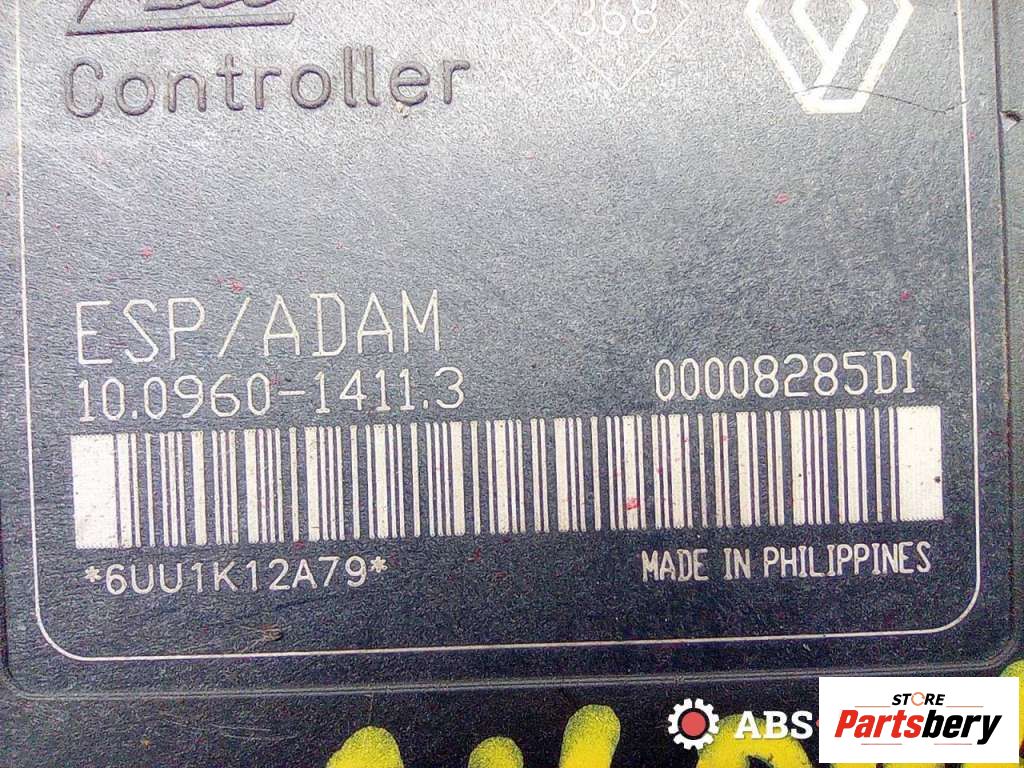 368
Controller
ESP/ADAM
10.0960-1411.3 00008285D1
*6UU1K12A79* MADE IN PHILIPPINES
ABS
STORE
Partsbery